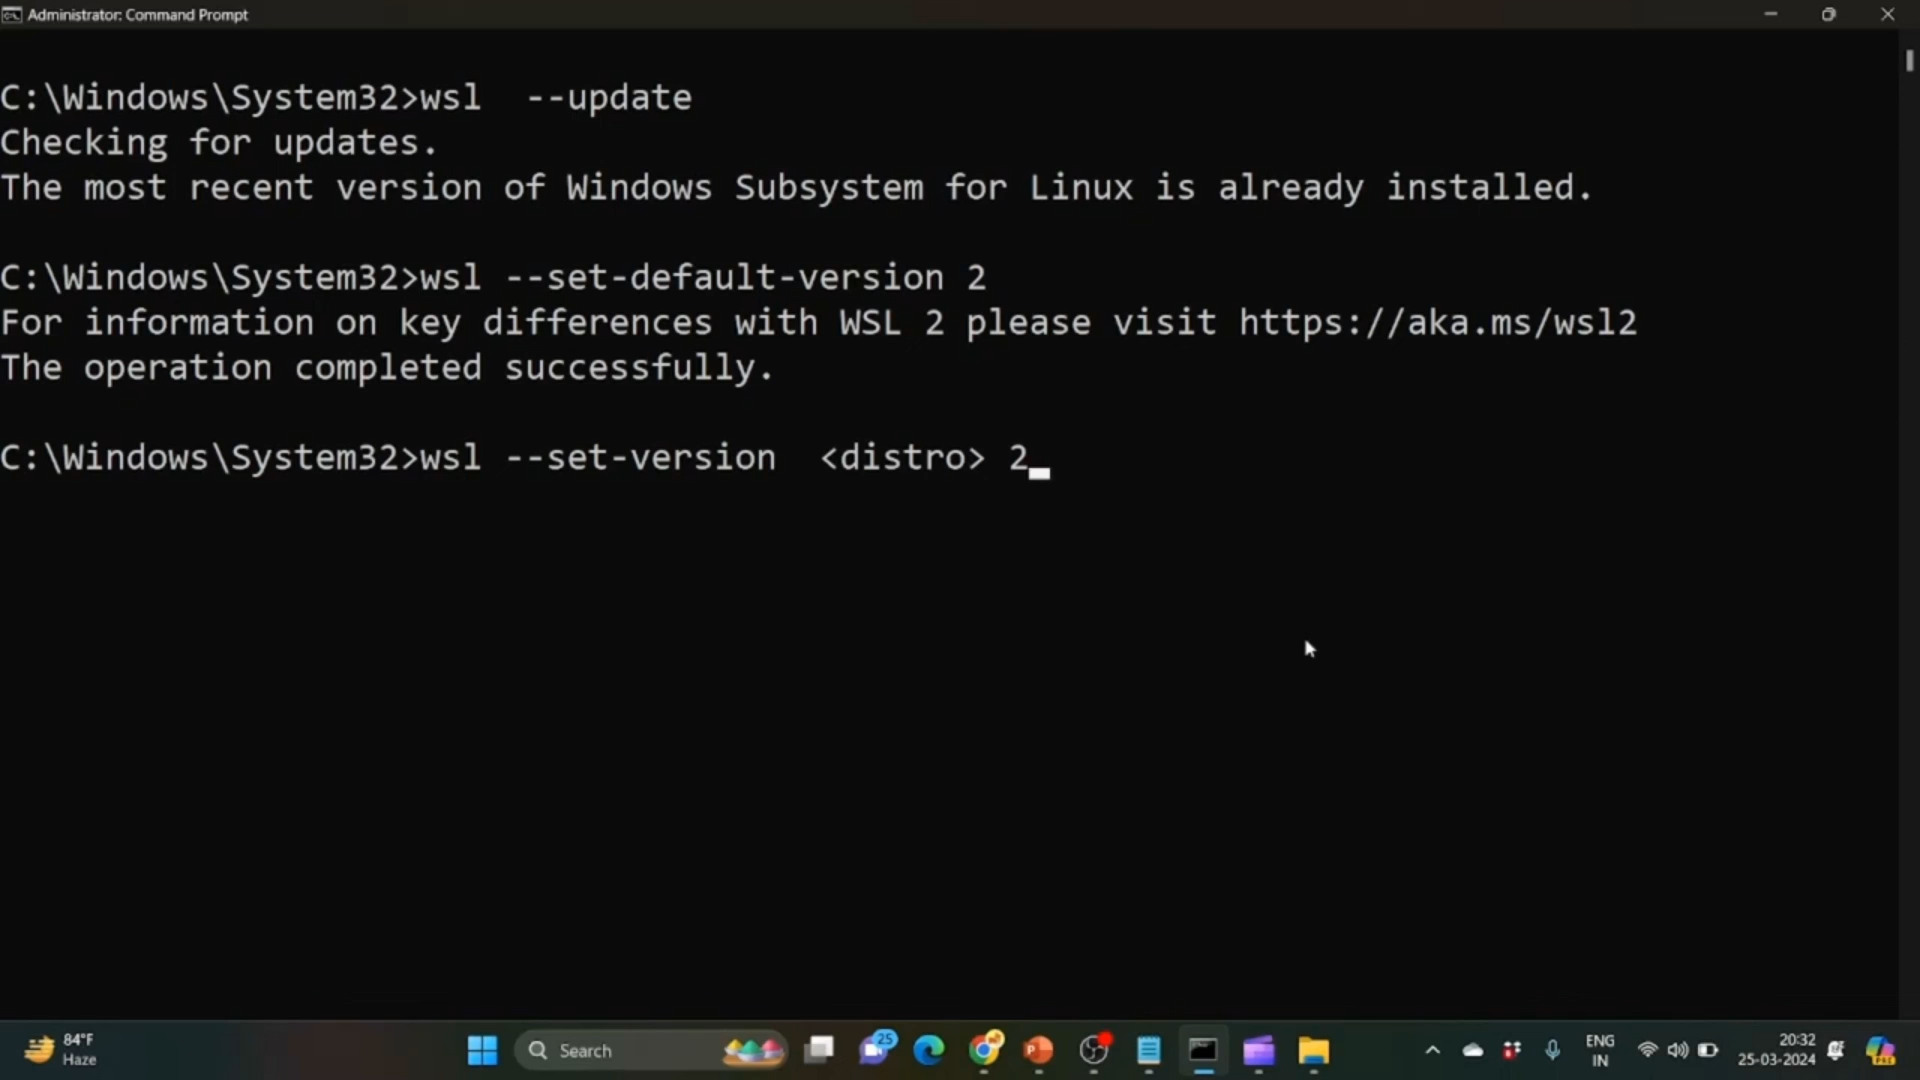 Administrator: Command Prompt
C:\Windows\System32>wsl  --update
Checking for updates.
The most recent version of Windows Subsystem for Linux is already installed.
C:\Windows\System32>wsl --set-default-version 2
For information on key differences with WSL 2 please visit https://aka.ms/wsl2
The operation completed successfully.
C:\Windows\System32>wsl --set-version  <distro> 2
84°F
Haze
Search
25
ENG
IN
20:32
25-03-2024